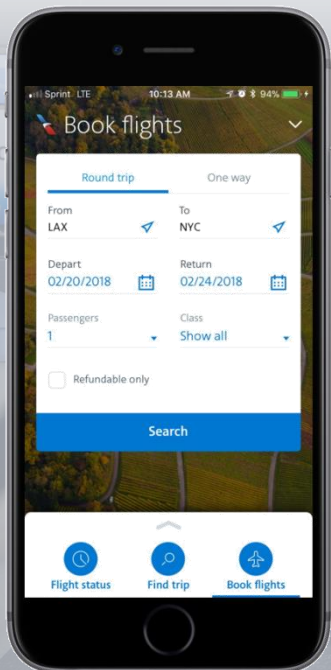 Sprint LTE 10:13 AM 94%
Book flights
Round trip One way
From To
LAX NYC
Depart Return
02/20/2018 02/24/2018
Passengers Class
1 Show all
Refundable only
Search
Flight status Find trip Book flights